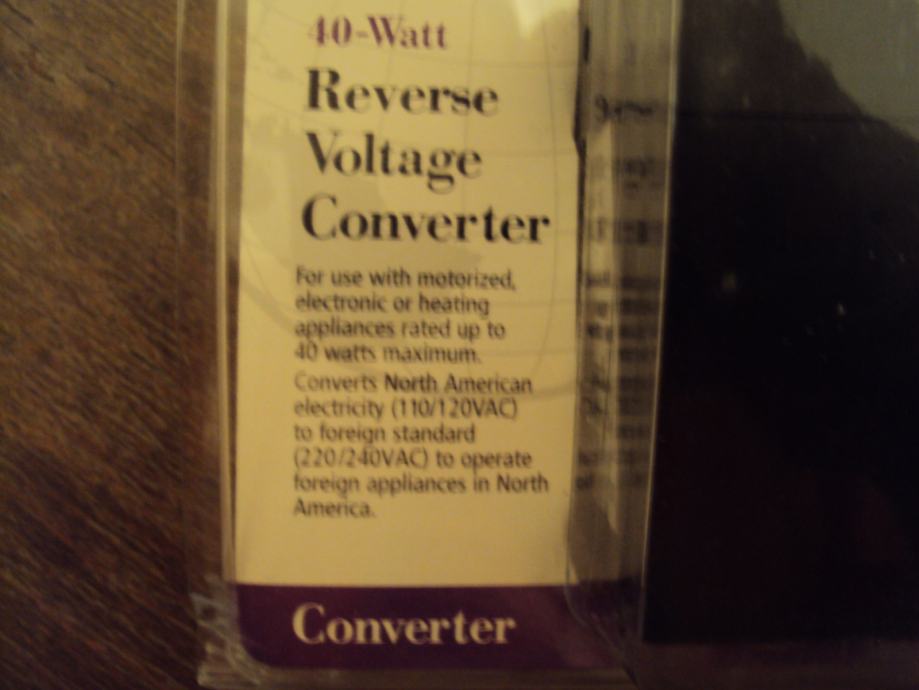 40-Watt
Reverse
Voltage
Converter
For use with motorized,
electronic or heating
appliances rated up to
40 watts maximum.
Converts North American
electricity (110/120VAC)
to foreign standard
(220/240VAC) to operate
foreign appliances in North
America.
Converter